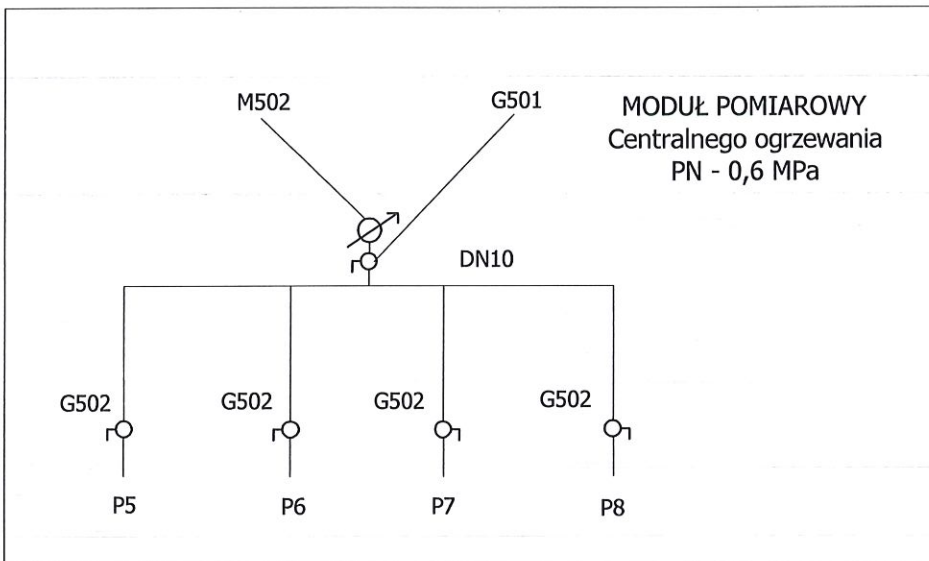 M502
G501
MODUŁ POMIAROWY
Centralnego ogrzewania
PN - 0,6 MPa
DN10
G502
G502
G502
G502
P5
P6
P7
P8